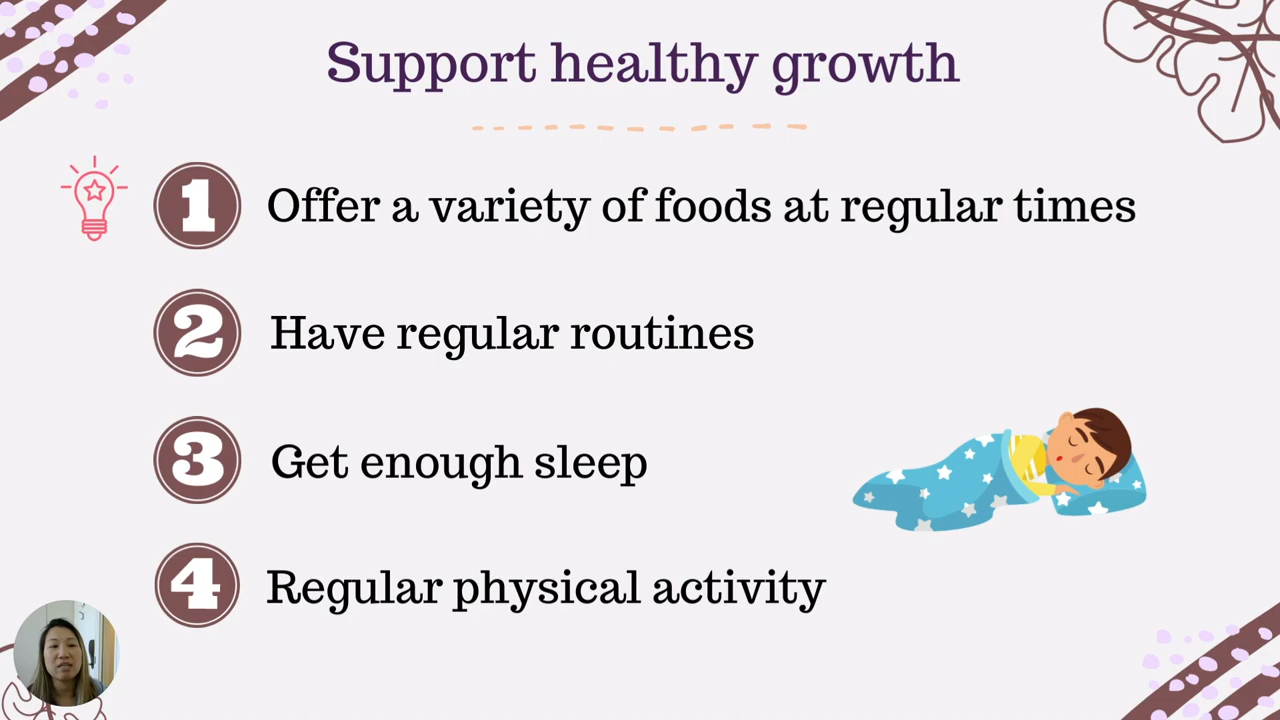 Support healthy growth
1 Offer a variety of foods at regular times
2 Have regular routines
3 Get enough sleep
4 Regular physical activity